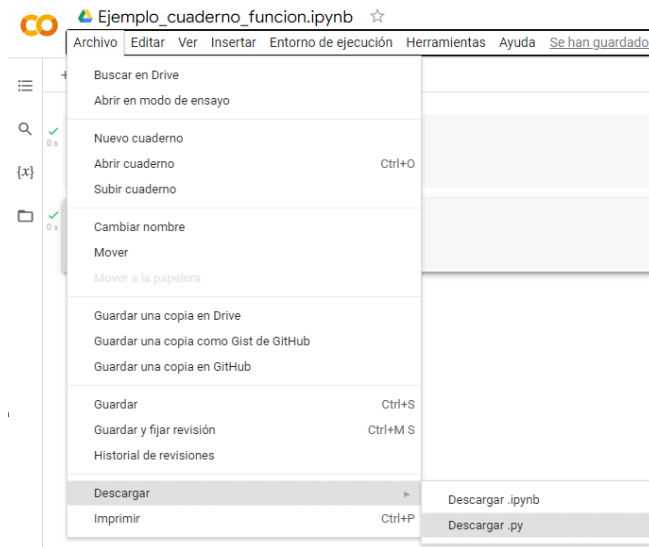 Ejemplo_cuaderno_funcion.ipynb
Archivo Editar Ver Insertar Entorno de ejecución Herramientas Ayuda Se han guardado
+
Buscar en Drive
Abrir en modo de ensayo
0 s
Nuevo cuaderno
{x}
Abrir cuaderno Ctrl+O
Subir cuaderno
0 s
Cambiar nombre
Mover
Mover a la papelera
Guardar una copia en Drive
Guardar una copia como Gist de GitHub
Guardar una copia en GitHub
Guardar Ctrl+S
Guardar y fijar revisión Ctrl+M S
Historial de revisiones
Descargar
Descargar .ipynb
Imprimir Ctrl+P
Descargar .py